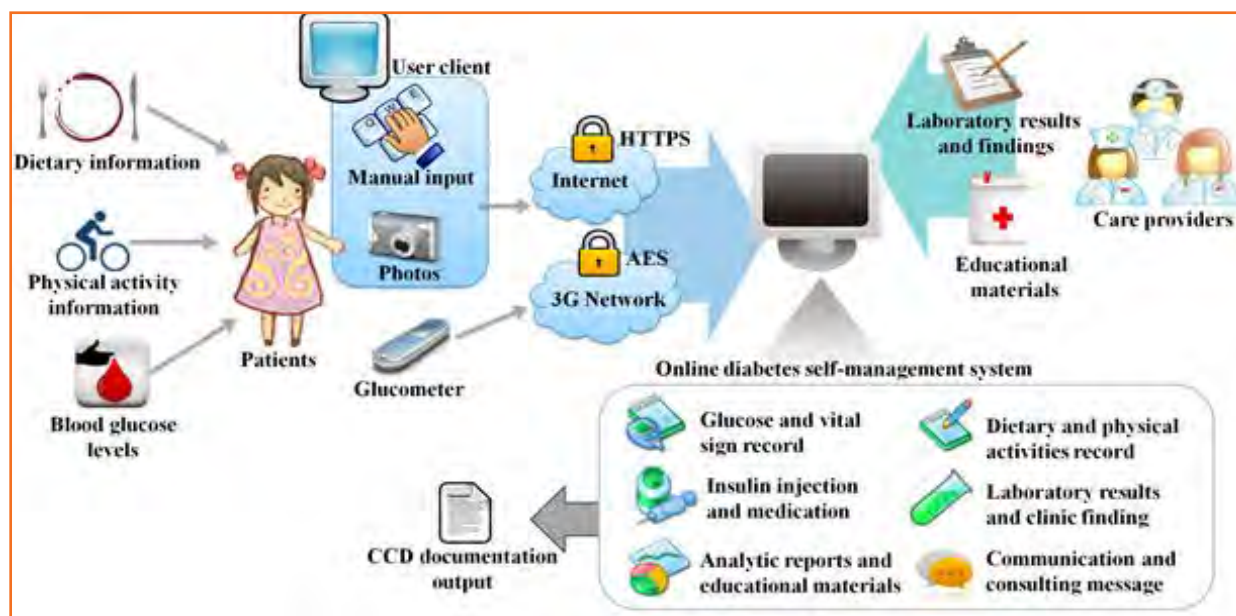 User client
Dietary information
Manual input
Photos
Physical activity
information
Blood glucose
levels
Patients
Glucometer
HTTPS
Internet
AES
3G Network
Laboratory results
and findings
Educational
materials
Care providers
Online diabetes self-management system
Glucose and vital
sign record
Dietary and physical
activities record
Insulin injection
and medication
Laboratory results
and clinic finding
Analytic reports and
educational materials
Communication and
consulting message
CCD documentation
output